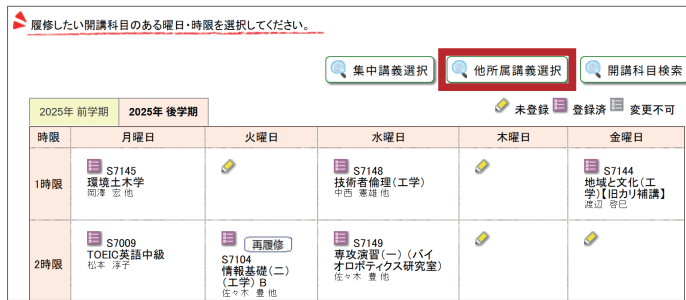 履修したい開講科目のある曜日・時限を選択してください。
集中講義選択 他所属講義選択 開講科目検索
2025年 前学期 2025年 後学期 未登録 登録済 変更不可
時限 月曜日 火曜日 水曜日 木曜日 金曜日
1時限
S7145
環境土木学
岡澤 宏 他
S7148
技術者倫理(工学)
中西 憲雄 他
S7144
地域と文化(工
学)【旧カリ補講】
渡辺 啓巳
2時限
S7009
TOEIC英語中級
松本 淳子
再履修
S7104
情報基礎(二)
(工学) B
佐々木 豊 他
S7149
専攻演習(一) (バイ
オロボティクス研究室)
佐々木 豊 他